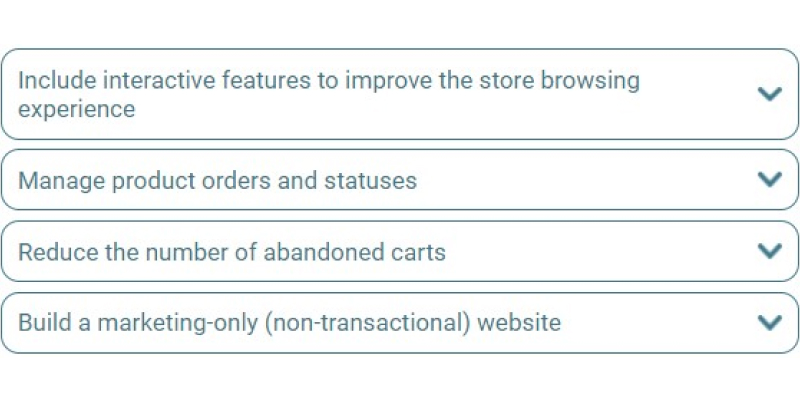 Include interactive features to improve the store browsing
experience
Manage product orders and statuses
Reduce the number of abandoned carts
Build a marketing-only (non-transactional) website